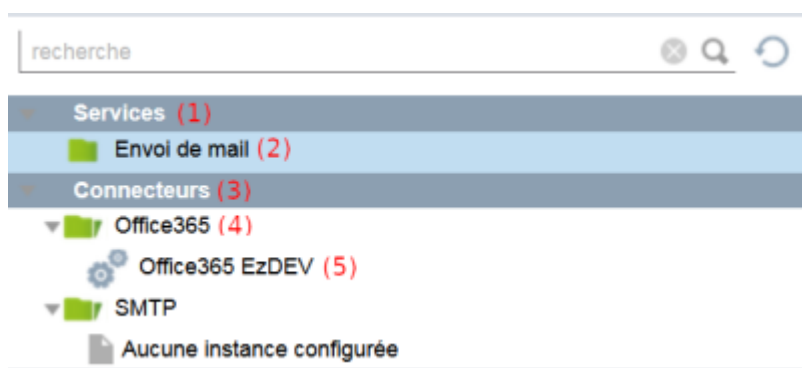 recherche
Services (1)
Envoi de mail (2)
Connecteurs (3)
Office365 (4)
Office365 EzDEV (5)
SMTP
Aucune instance configurée